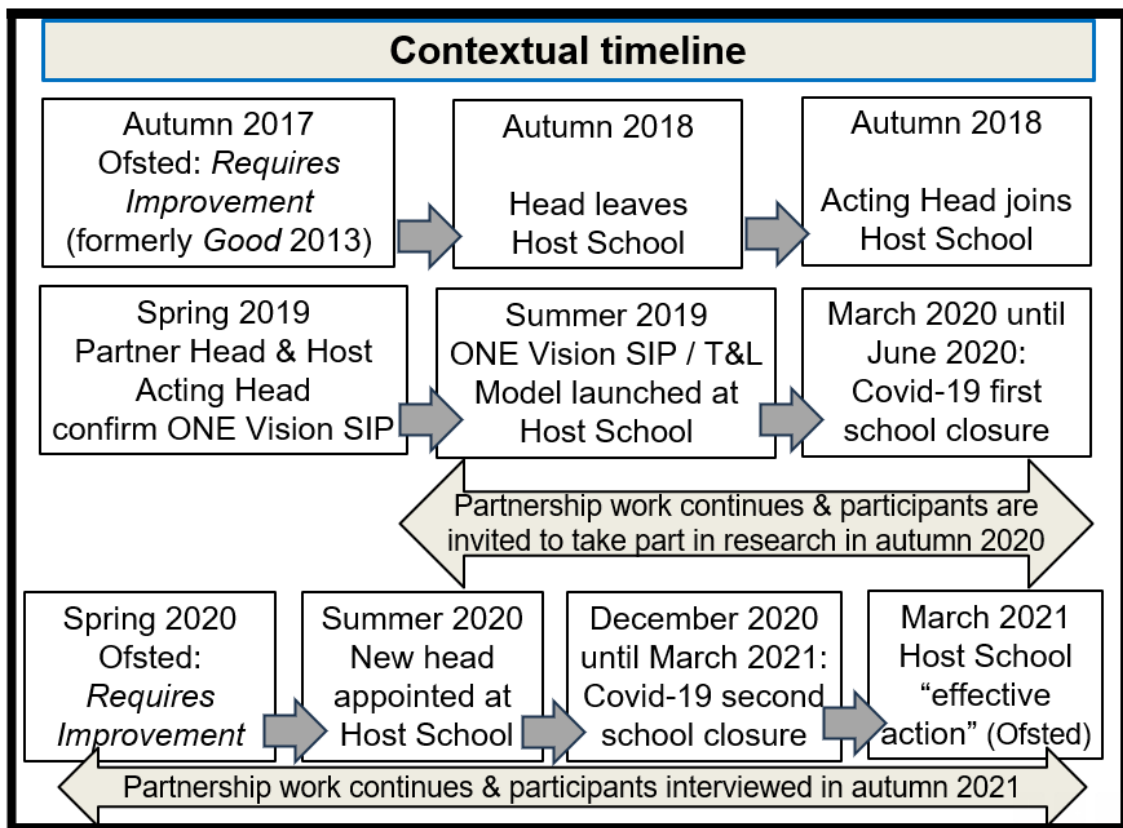 Contextual timeline
Autumn 2017
Ofsted: Requires
Improvement
(formerly Good 2013)
Autumn 2018
Head leaves
Host School
Autumn 2018
Acting Head joins
Host School
Spring 2019
Partner Head & Host
Acting Head
confirm ONE Vision SIP
Summer 2019
ONE Vision SIP / T&L
Model launched at
Host School
March 2020 until
June 2020:
Covid-19 first
school closure
Partnership work continues & participants are
invited to take part in research in autumn 2020
Spring 2020
Ofsted:
Requires
Improvement
Summer 2020
New head
appointed at
Host School
December 2020
until March 2021:
Covid-19 second
school closure
March 2021
Host School
“effective
action” (Ofsted)
Partnership work continues & participants interviewed in autumn 2021